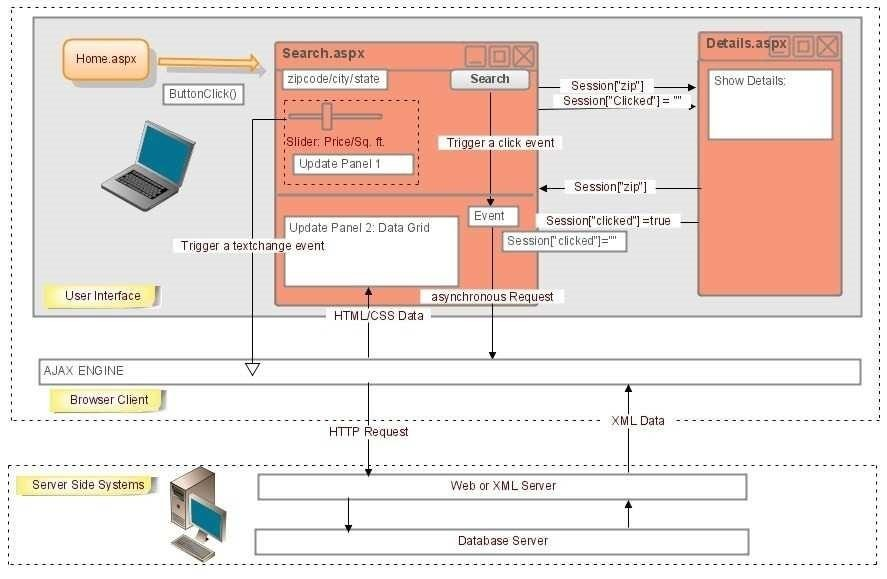 Home.aspx
ButtonClick()
Search.aspx
zipcode/city/state
Search
Slider: Price/Sq. ft.
Update Panel 1
Trigger a click event
Session["zip"]
Session["Clicked] = ""
Details.aspx
Show Details;
Session["zip"]
Session["clicked"] =true
Event
Session["clicked"]=""
Update Panel 2: Data Grid
Trigger a textchange event
User Interface
asynchronous Request
HTML/CSS Data
AJAX ENGINE
Browser Client
HTTP Request
XML Data
Server Side Systems
Web or XML Server
Database Server